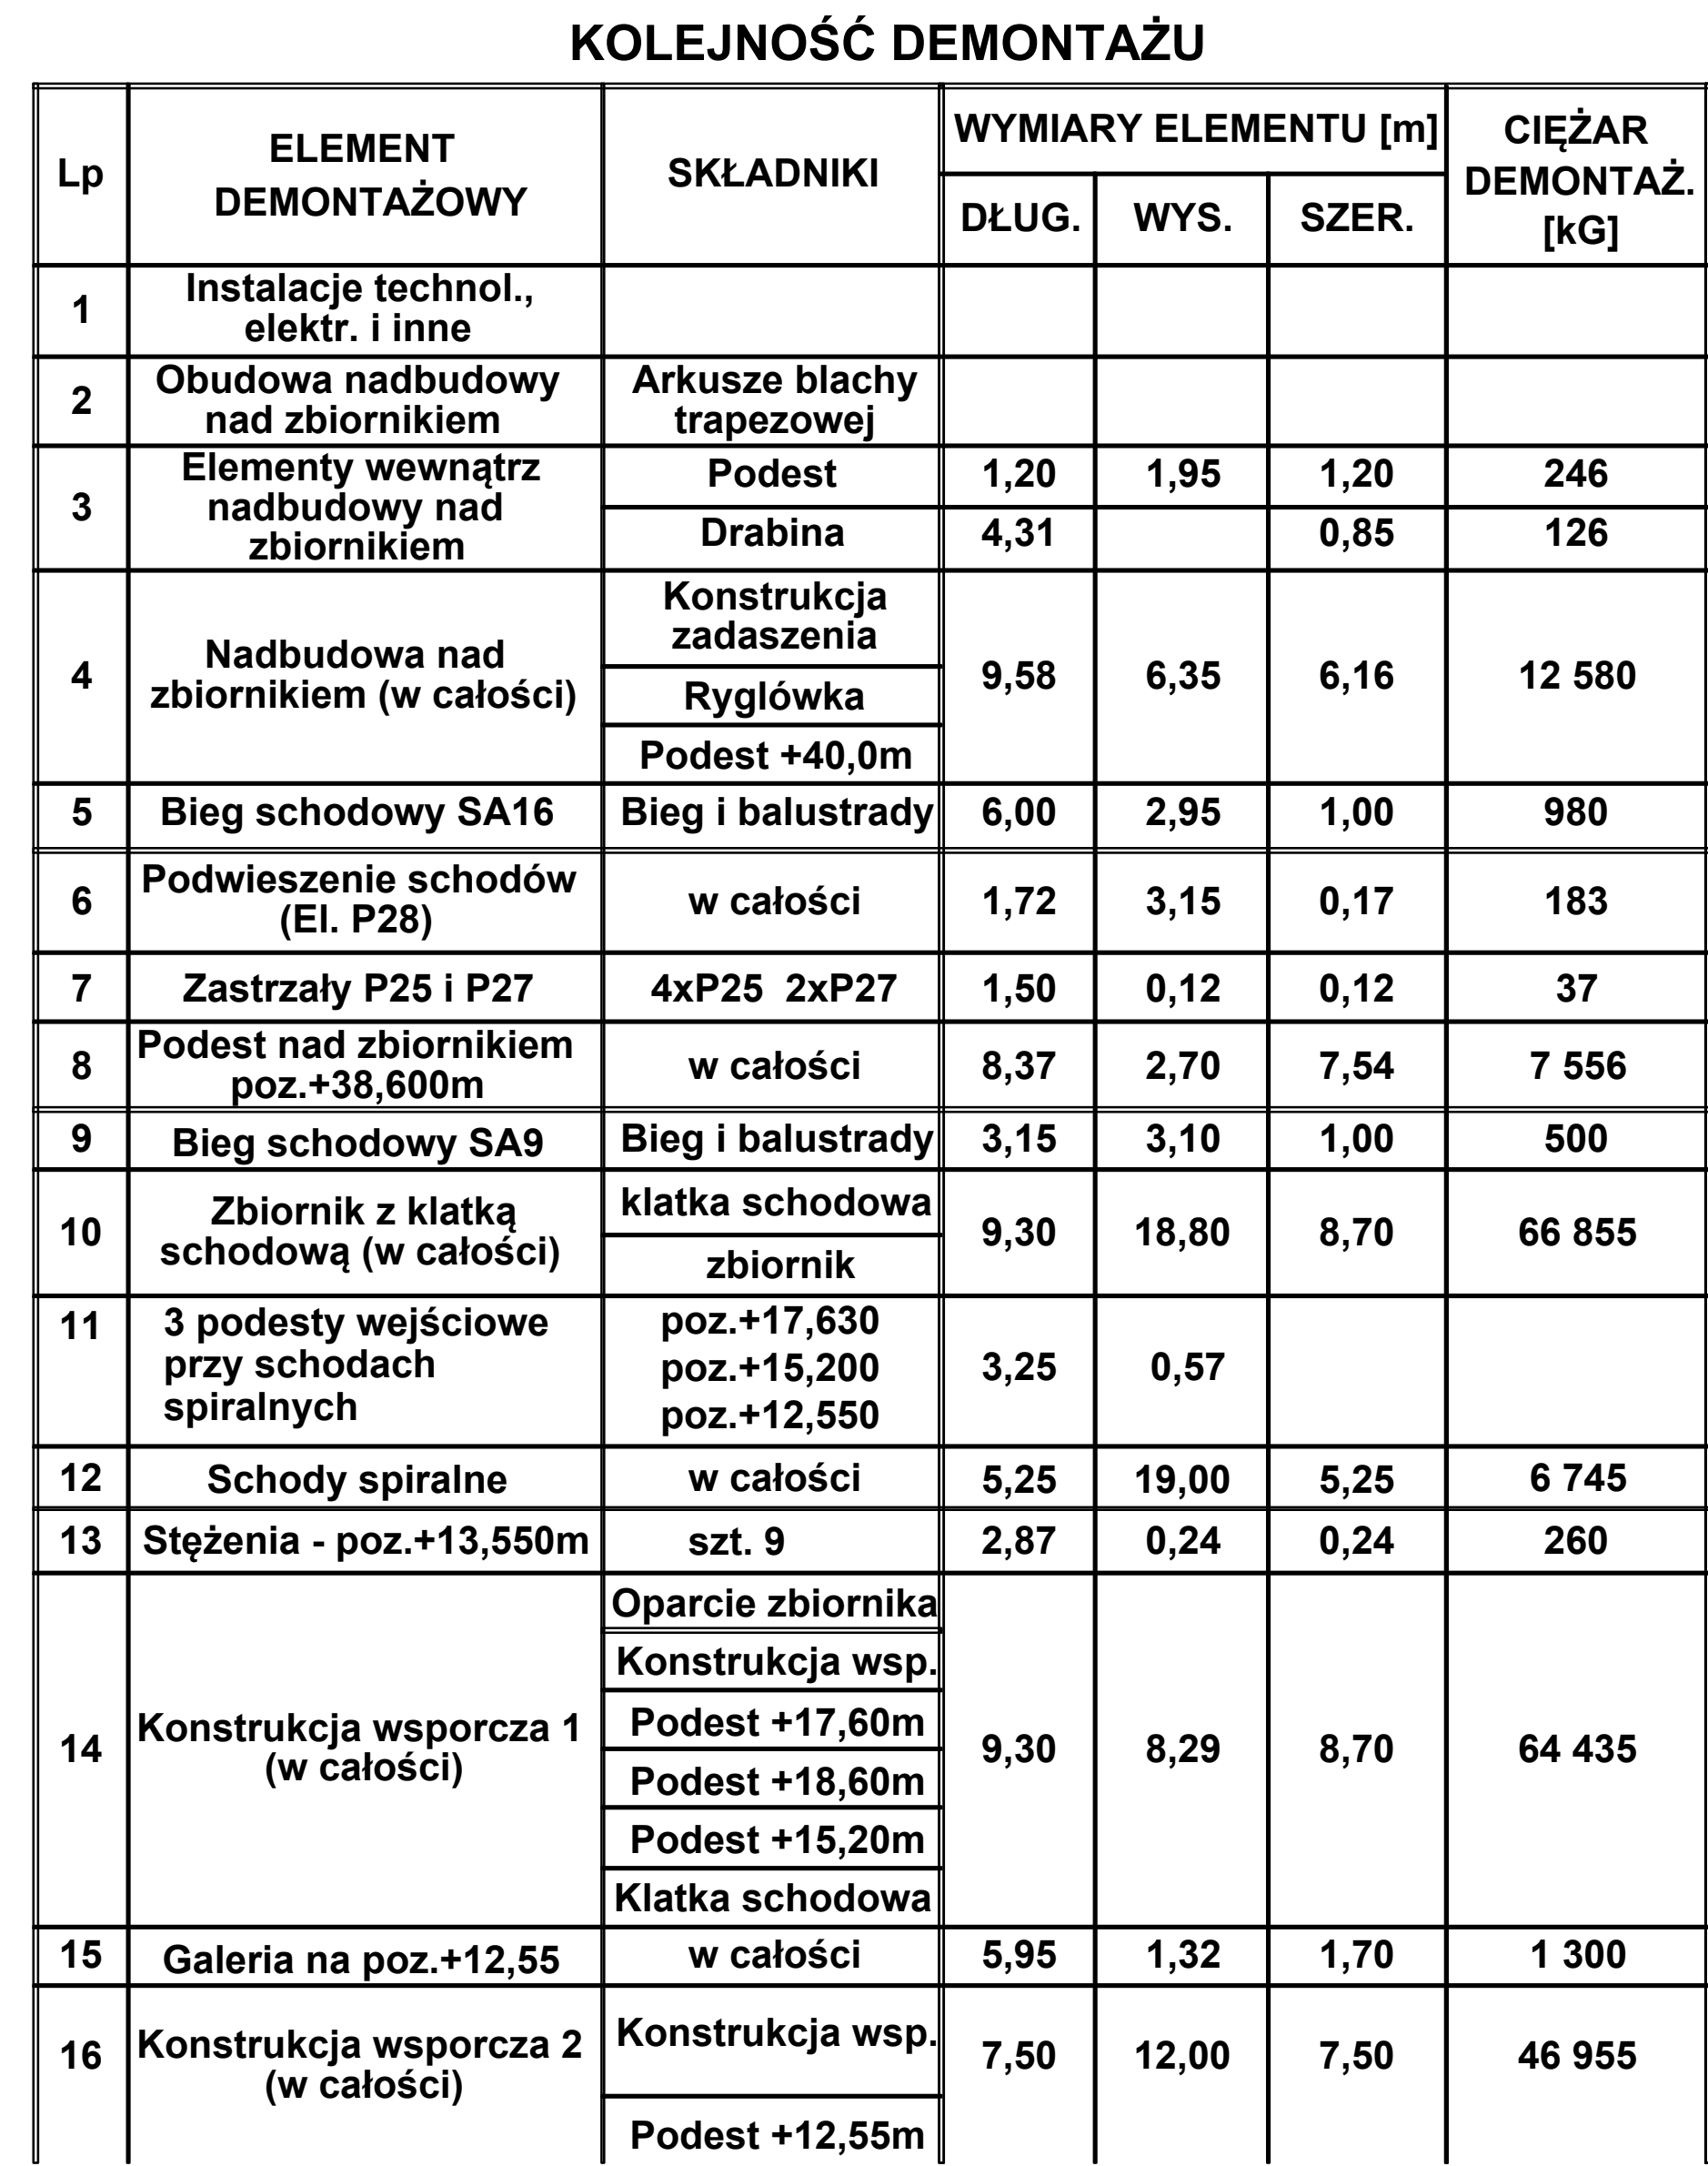 KOLEJNOŚĆ DEMONTAŻU
Lp
ELEMENT
DEMONTAŻOWY
SKŁADNIKI
WYMIARY ELEMENTU [m]
DŁUG. WYS. SZER.
CIĘŻAR
DEMONTAŻ.
[kG]
1
Instalacje technol.,
elektr. i inne
2
Obudowa nadbudowy
nad zbiornikiem
Arkusze blachy
trapezowej
3
Elementy wewnątrz
nadbudowy nad
zbiornikiem
Podest 1,20 1,95 1,20 246
Drabina 4,31 0,85 126
4
Nadbudowa nad
zbiornikiem (w całości)
Konstrukcja
zadaszenia
Ryglówka
Podest +40,0m
9,58 6,35 6,16 12 580
5 Bieg schodowy SA16 Bieg i balustrady 6,00 2,95 1,00 980
6
Podwieszenie schodów
(El. P28)
w całości 1,72 3,15 0,17 183
7 Zastrzały P25 i P27 4xP25 2xP27 1,50 0,12 0,12 37
8
Podest nad zbiornikiem
poz.+38,600m
w całości 8,37 2,70 7,54 7 556
9 Bieg schodowy SA9 Bieg i balustrady 3,15 3,10 1,00 500
10
Zbiornik z klatką
schodową (w całości)
klatka schodowa
zbiornik
9,30 18,80 8,70 66 855
11
3 podesty wejściowe
przy schodach
spiralnych
poz.+17,630
poz.+15,200
poz.+12,550
3,25 0,57
12 Schody spiralne w całości 5,25 19,00 5,25 6 745
13 Stężenia - poz.+13,550m szt. 9 2,87 0,24 0,24 260
14
Konstrukcja wsporcza 1
(w całości)
Oparcie zbiornika
Konstrukcja wsp.
Podest +17,60m
Podest +18,60m
Podest +15,20m
Klatka schodowa
9,30 8,29 8,70 64 435
15 Galeria na poz.+12,55 w całości 5,95 1,32 1,70 1 300
16
Konstrukcja wsporcza 2
(w całości)
Konstrukcja wsp.
Podest +12,55m
7,50 12,00 7,50 46 955